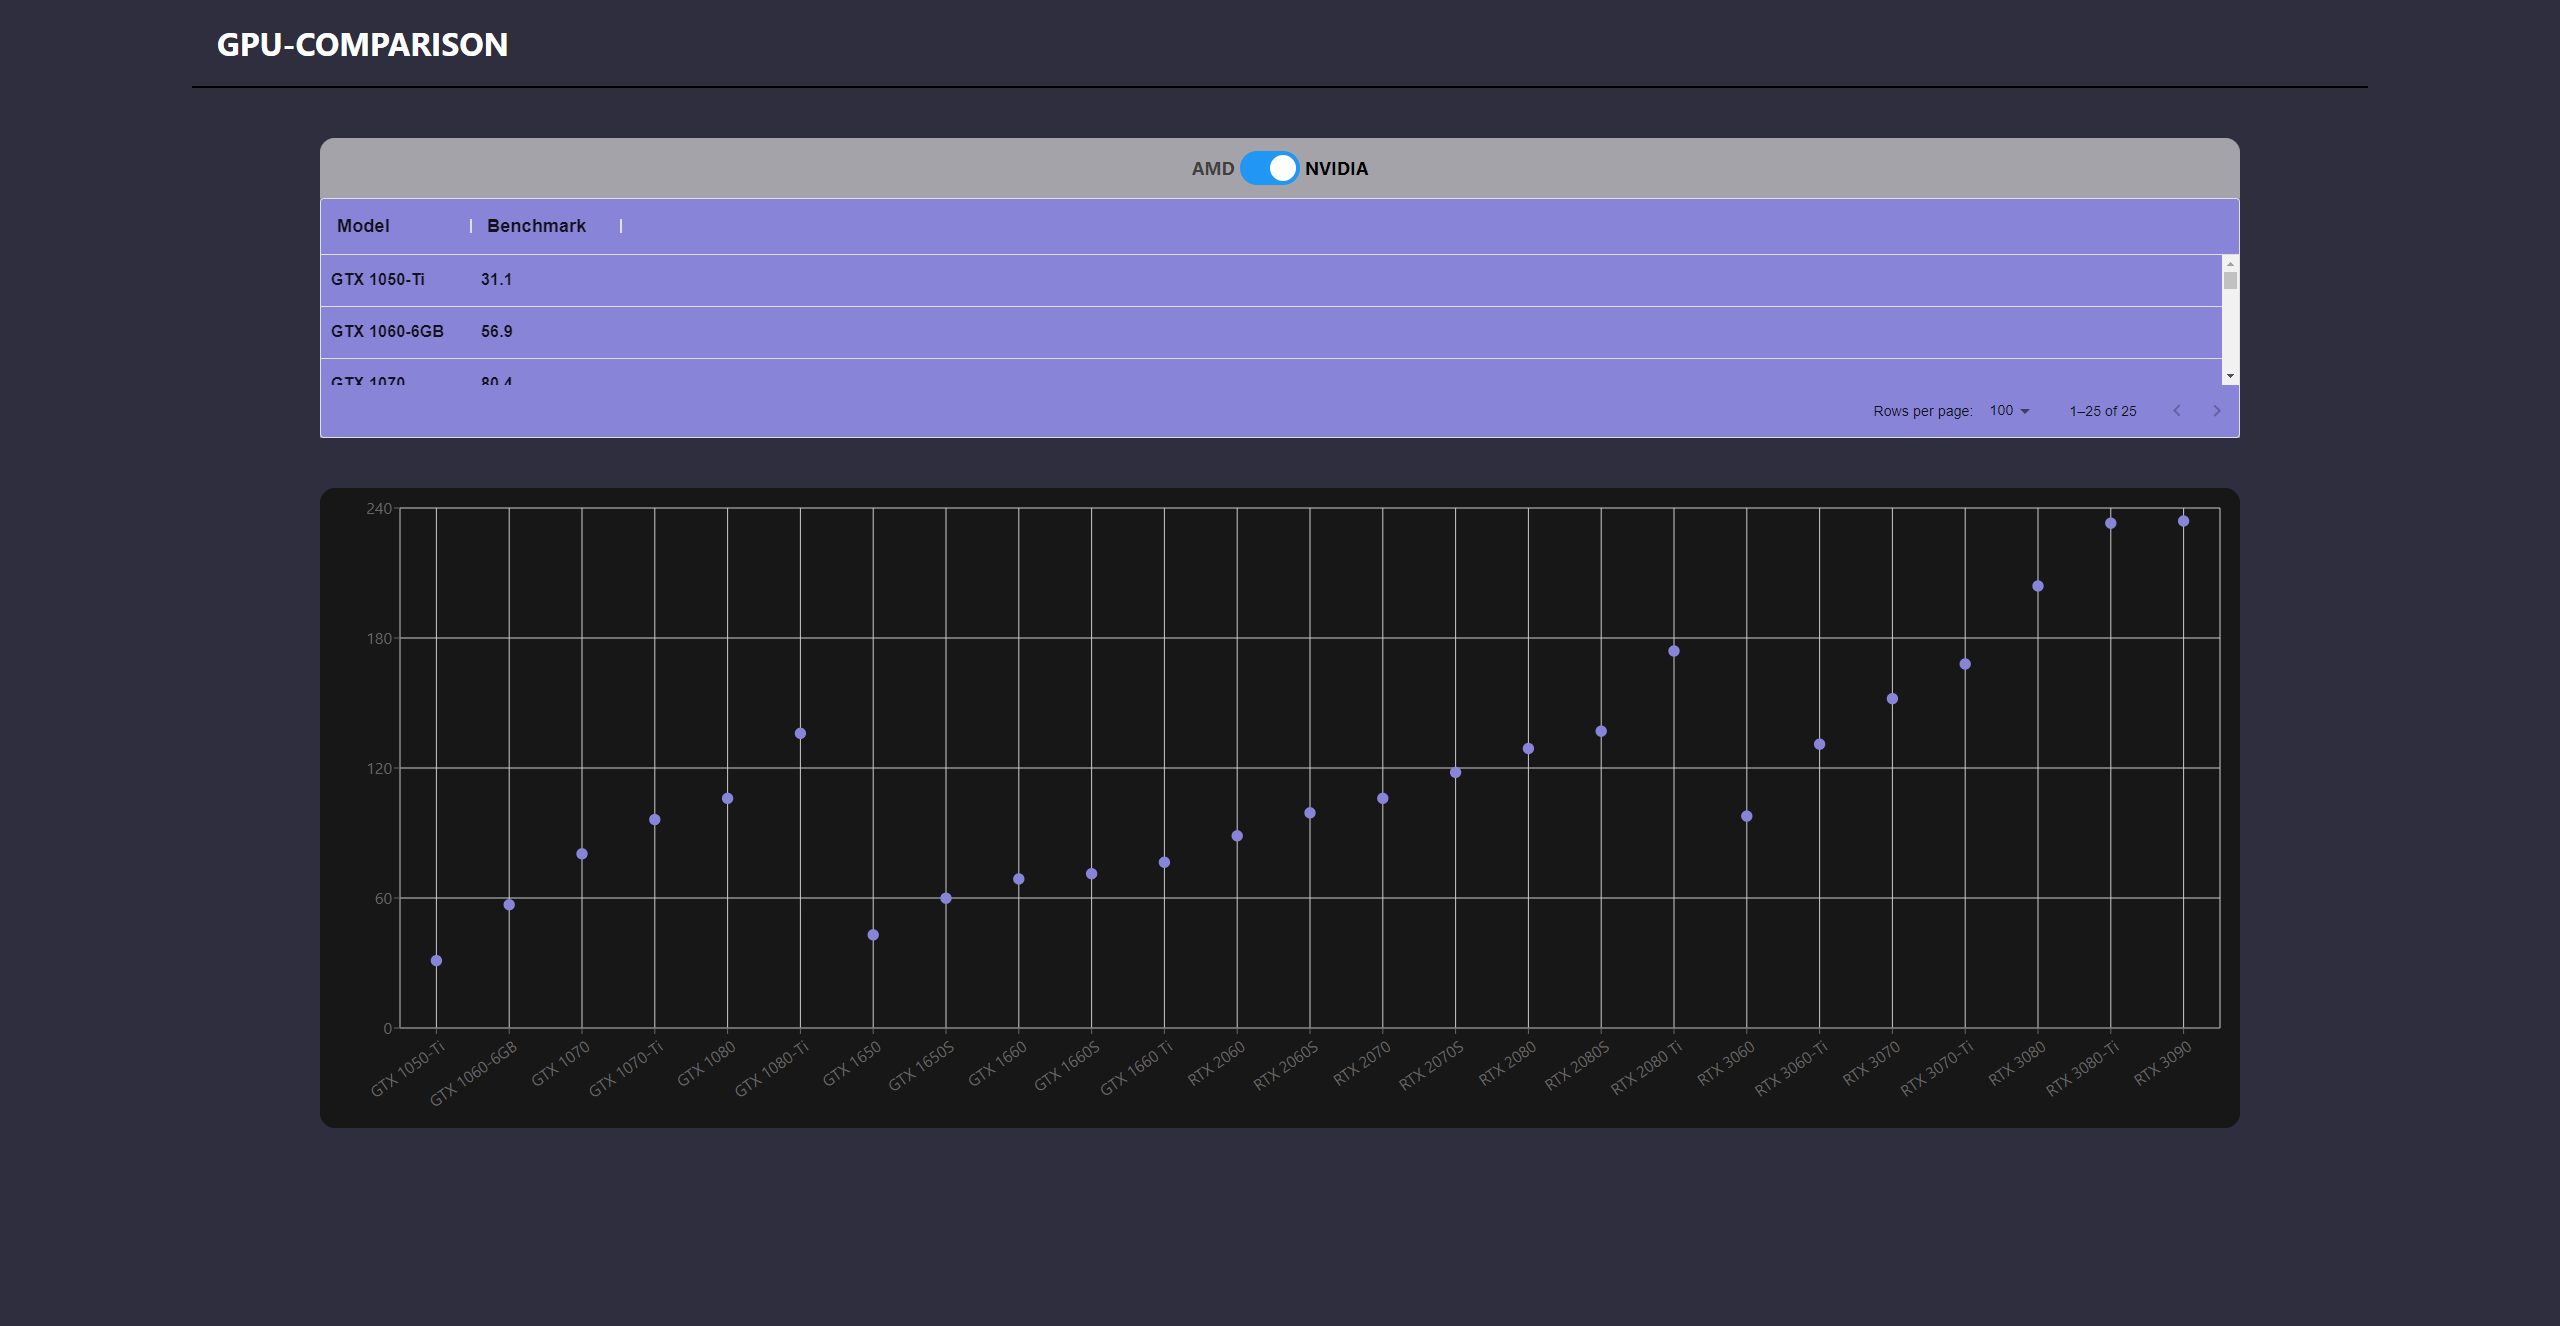 GPU-COMPARISON
AMD NVIDIA
Model Benchmark
GTX 1050-Ti 31.1
GTX 1060-6GB 56.9
GTX 1070 80.4
Rows per page: 100 1–25 of 25
240
180
120
60
0
GTX 1050-Ti
GTX 1060-6GB
GTX 1070
GTX 1070-Ti
GTX 1080
GTX 1080-Ti
GTX 1650
GTX 1650S
GTX 1660
GTX 1660S
GTX 1660 Ti
RTX 2060
RTX 2060S
RTX 2070
RTX 2070S
RTX 2080
RTX 2080S
RTX 2080 Ti
RTX 3060
RTX 3060-Ti
RTX 3070
RTX 3070-Ti
RTX 3080
RTX 3080-Ti
RTX 3090